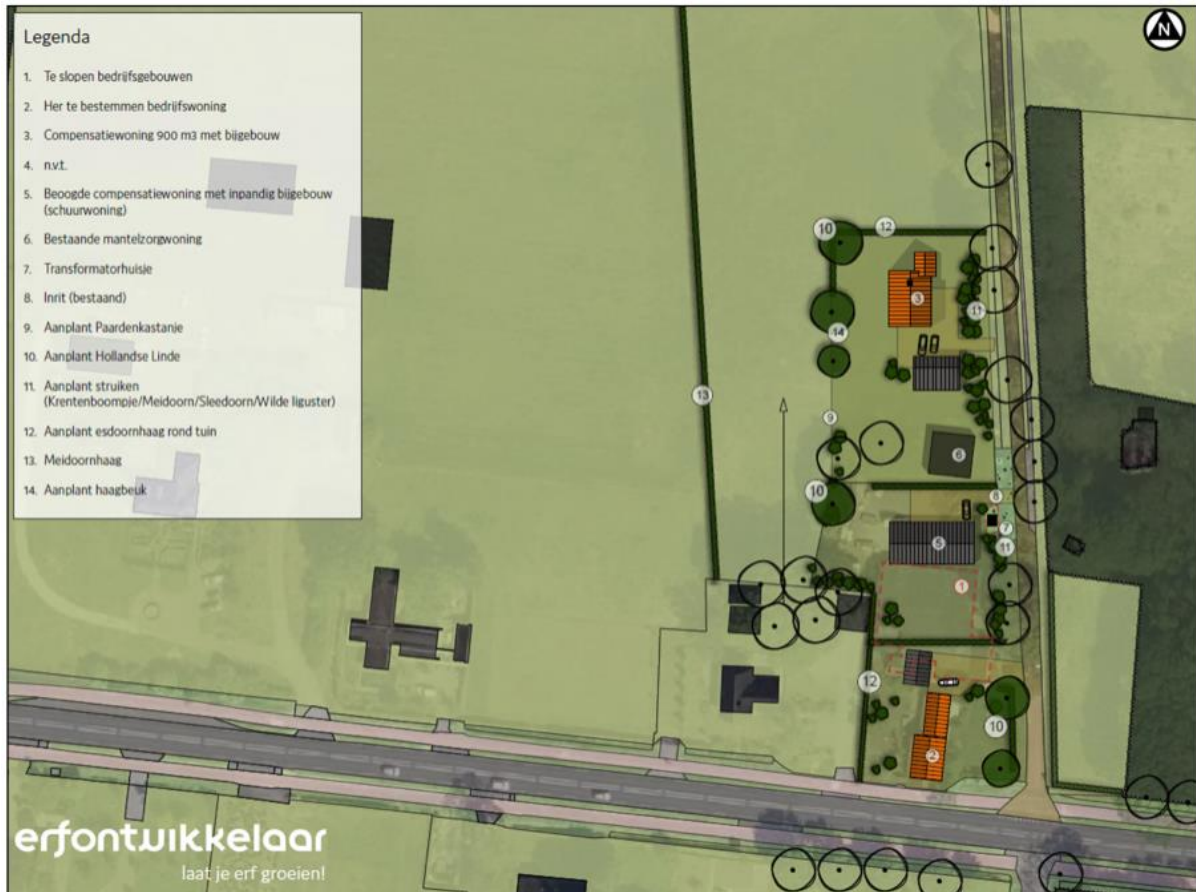 Legenda
1. Te slopen bedrijfsgebouwen
2. Her te bestemmen bedrijfswoning
3. Compensatiewoning 900 m3 met bijgebouw
4. n.v.t.
5. Beoogde compensatiewoning met inpandig bijgebouw
(schuurwoning)
6. Bestaande mantelzorgwoning
7. Transformatorhuisje
8. Inrit (bestaand)
9. Aanplant Paardenkastanje
10. Aanplant Hollandse Linde
11. Aanplant struiken
(Krentenboompje/Meidoorn/Sleedoorn/Wilde liguster)
12. Aanplant esdoornhaag rond tuin
13. Meidoornhaag
14. Aanplant haagbeuk
N
10
12
3
11
14
13
9
6
10
8
7
5
11
1
12
10
2
erfontwikkelaar
laat je erf groeien!